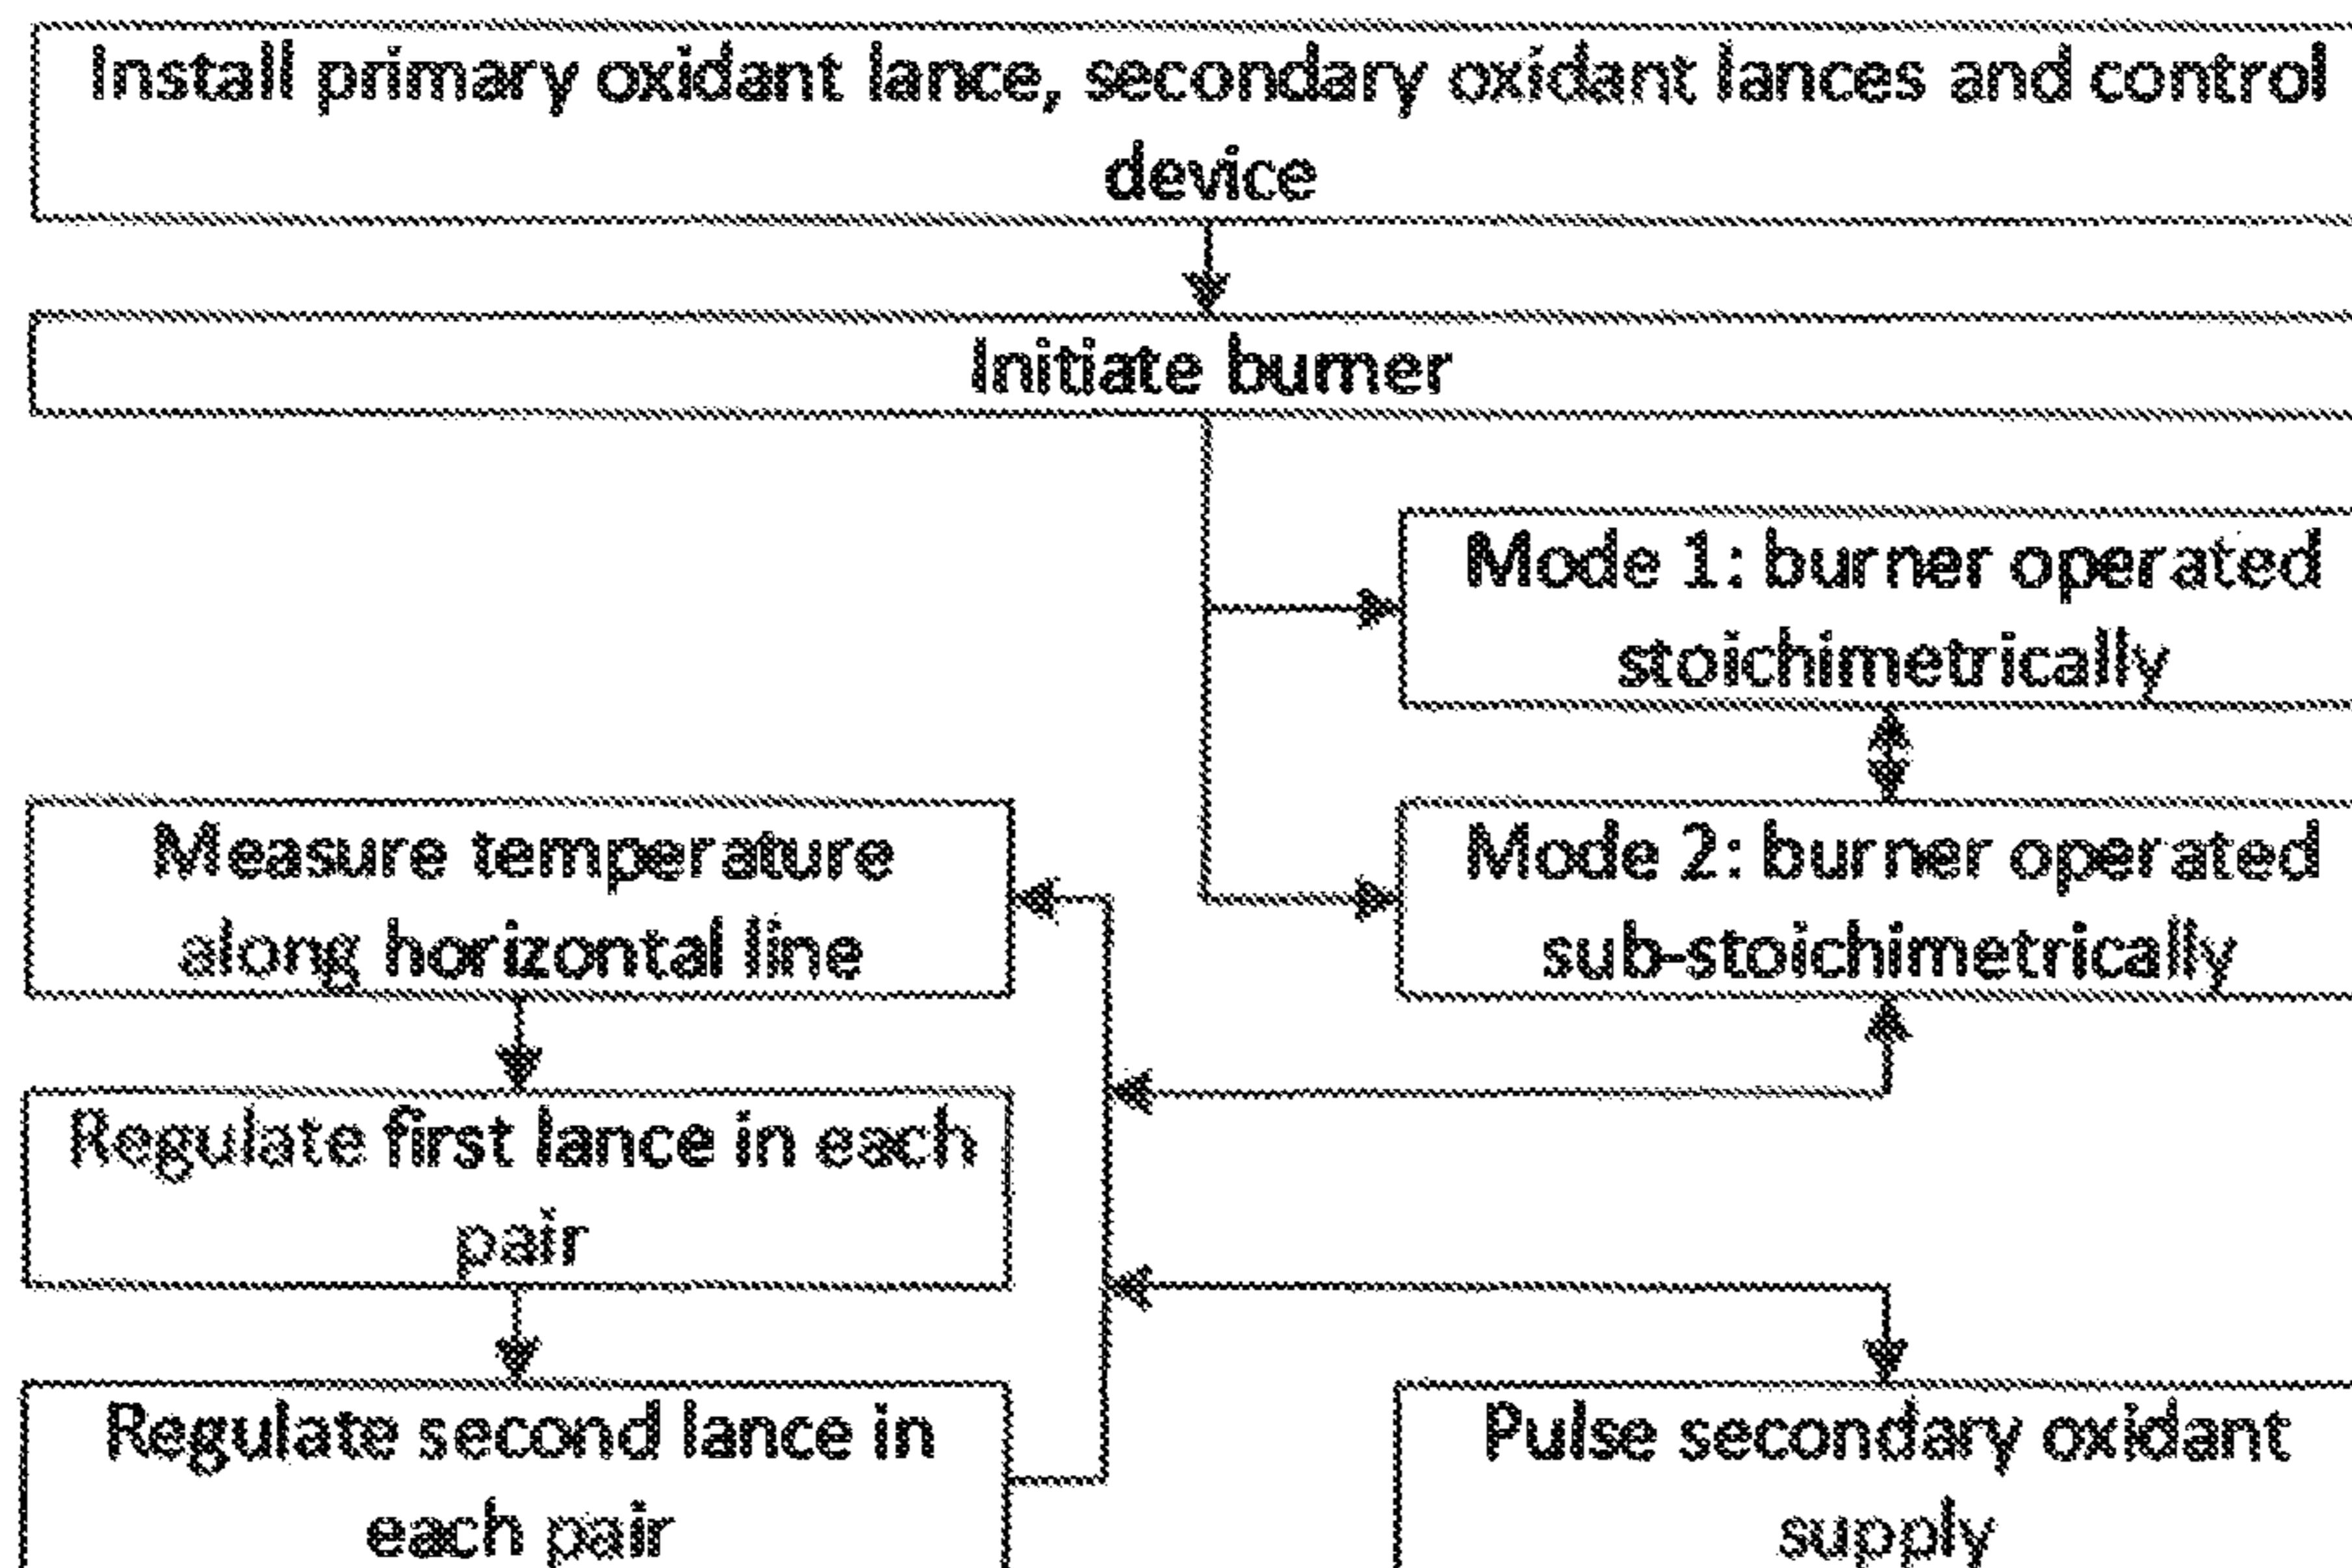 Install primary oxidant lance, secondary oxidant lances and control
device
Initiate burner
Mode 1: burner operated
stoichimetrically
Measure temperature
along horizontal line
Mode 2: burner operated
sub-stoichimetrically
Regulate first lance in each
pair
Regulate second lance in
each pair
Pulse secondary oxidant
supply